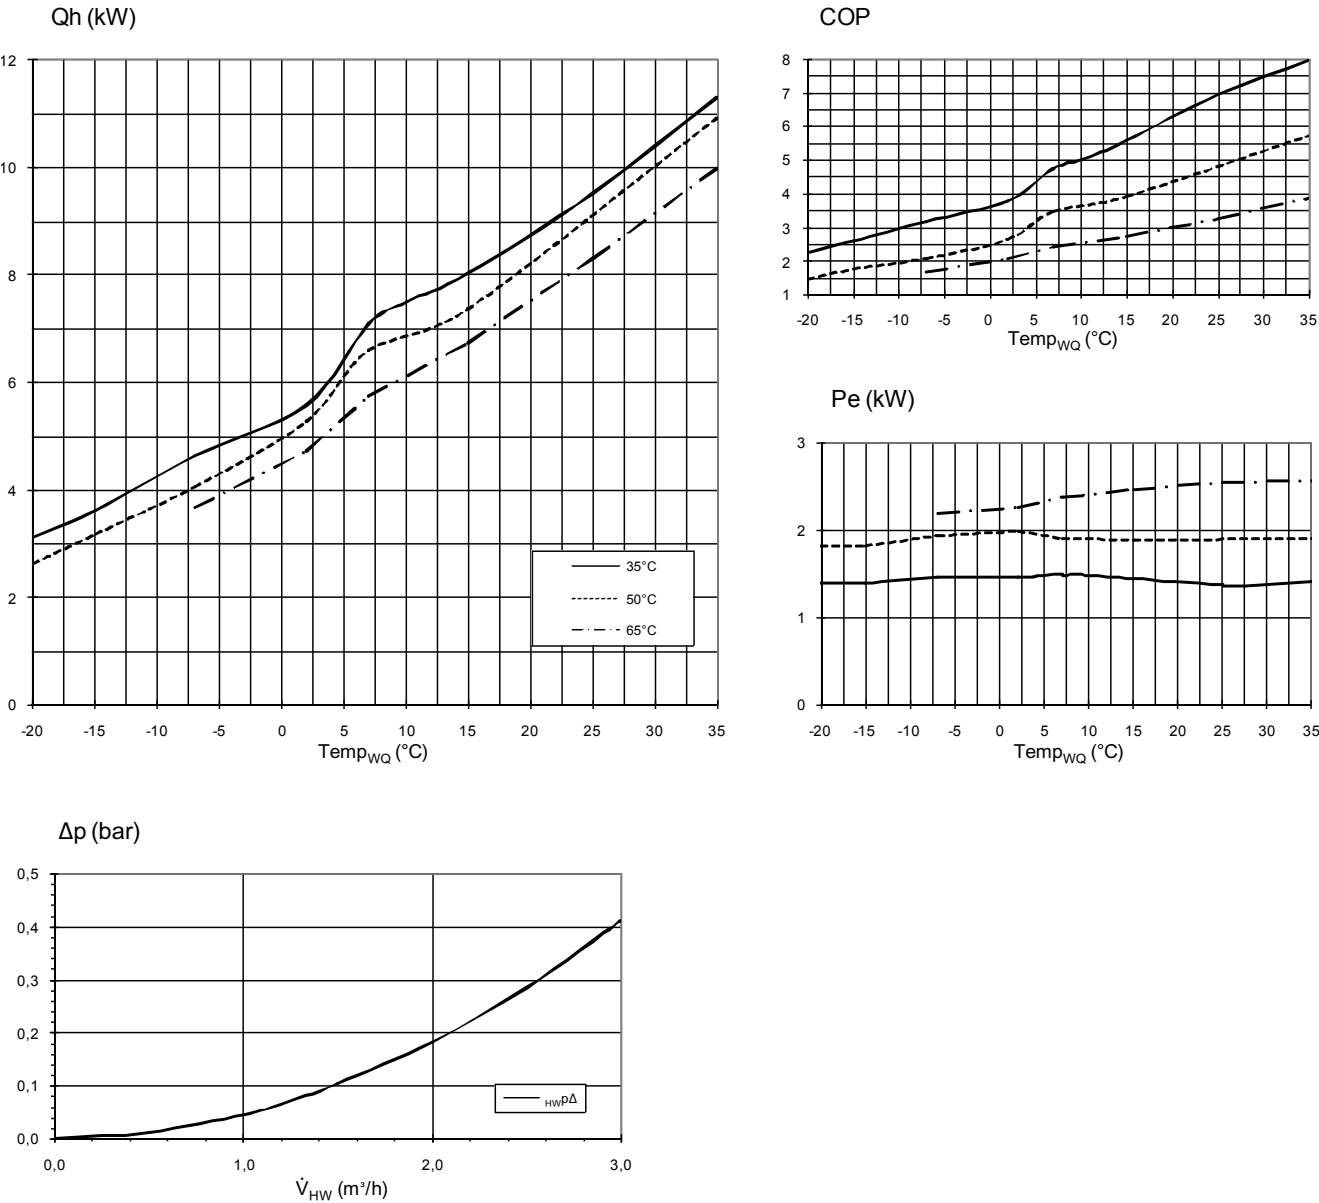 Qh (kW)
12
10
8
6
4
2
0
-20 -15 -10 -5 0 5 10 15 20 25 30 35
Temp_WQ (°C)
35°C
50°C
65°C
COP
8
7
6
5
4
3
2
1
-20 -15 -10 -5 0 5 10 15 20 25 30 35
Temp_WQ (°C)
Pe (kW)
3
2
1
0
-20 -15 -10 -5 0 5 10 15 20 25 30 35
Temp_WQ (°C)
Δp (bar)
0,5
0,4
0,3
0,2
0,1
0,0
0,0 1,0 2,0 3,0
V̇_HW (m³/h)
HWpΔ